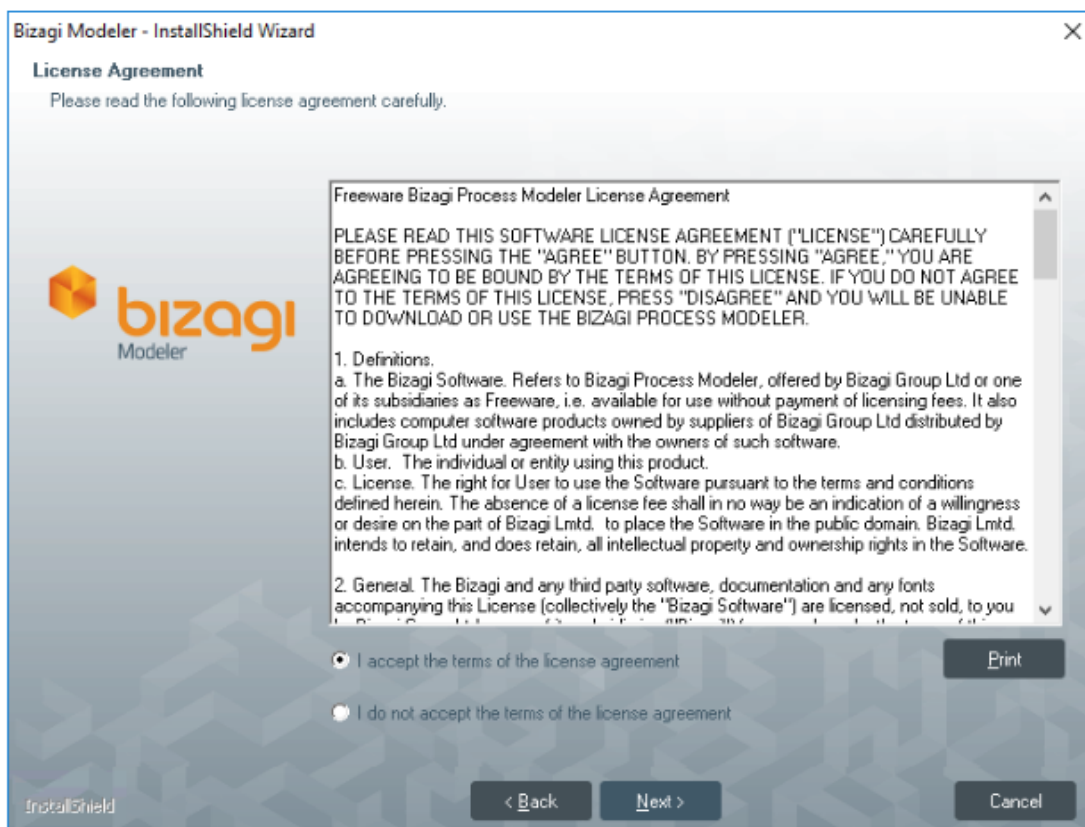 Bizagi Modeler - InstallShield Wizard
License Agreement
Please read the following license agreement carefully.
bizagi
Modeler
Freeware Bizagi Process Modeler License Agreement
PLEASE READ THIS SOFTWARE LICENSE AGREEMENT ("LICENSE") CAREFULLY
BEFORE PRESSING THE "AGREE" BUTTON. BY PRESSING "AGREE," YOU ARE
AGREEING TO BE BOUND BY THE TERMS OF THIS LICENSE. IF YOU DO NOT AGREE
TO THE TERMS OF THIS LICENSE, PRESS "DISAGREE" AND YOU WILL BE UNABLE
TO DOWNLOAD OR USE THE BIZAGI PROCESS MODELER.
1. Definitions.
a. The Bizagi Software. Refers to Bizagi Process Modeler, offered by Bizagi Group Ltd or one
of its subsidiaries as Freeware, i.e. available for use without payment of licensing fees. It also
includes computer software products owned by suppliers of Bizagi Group Ltd distributed by
Bizagi Group Ltd under agreement with the owners of such software.
b. User. The individual or entity using this product.
c. License. The right for User to use the Software pursuant to the terms and conditions
defined herein. The absence of a license fee shall in no way be an indication of a willingness
or desire on the part of Bizagi Lmtd. to place the Software in the public domain. Bizagi Lmtd.
intends to retain, and does retain, all intellectual property and ownership rights in the Software.
2. General. The Bizagi and any third party software, documentation and any fonts
accompanying this License (collectively the "Bizagi Software") are licensed, not sold, to you
I accept the terms of the license agreement
Print
I do not accept the terms of the license agreement
InstallShield
< Back
Next >
Cancel